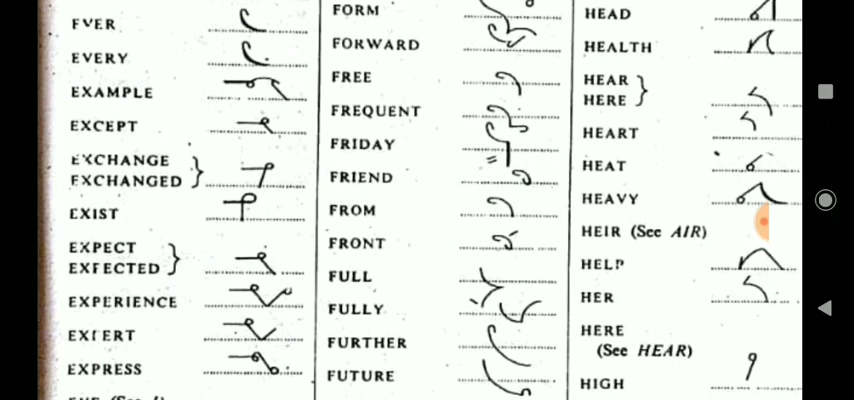 EVER
EVERY
EXAMPLE
EXCEPT
EXCHANGE
EXCHANGED
EXIST
EXPECT
EXPECTED
EXPERIENCE
EXPERT
EXPRESS
FORM
FORWARD
FREE
FREQUENT
FRIDAY
FRIEND
FROM
FRONT
FULL
FULLY
FURTHER
FUTURE
HEAD
HEALTH
HEAR
HERE
HEART
HEAT
HEAVY
HEIR (See AIR)
HELP
HER
HERE
(See HEAR)
HIGH